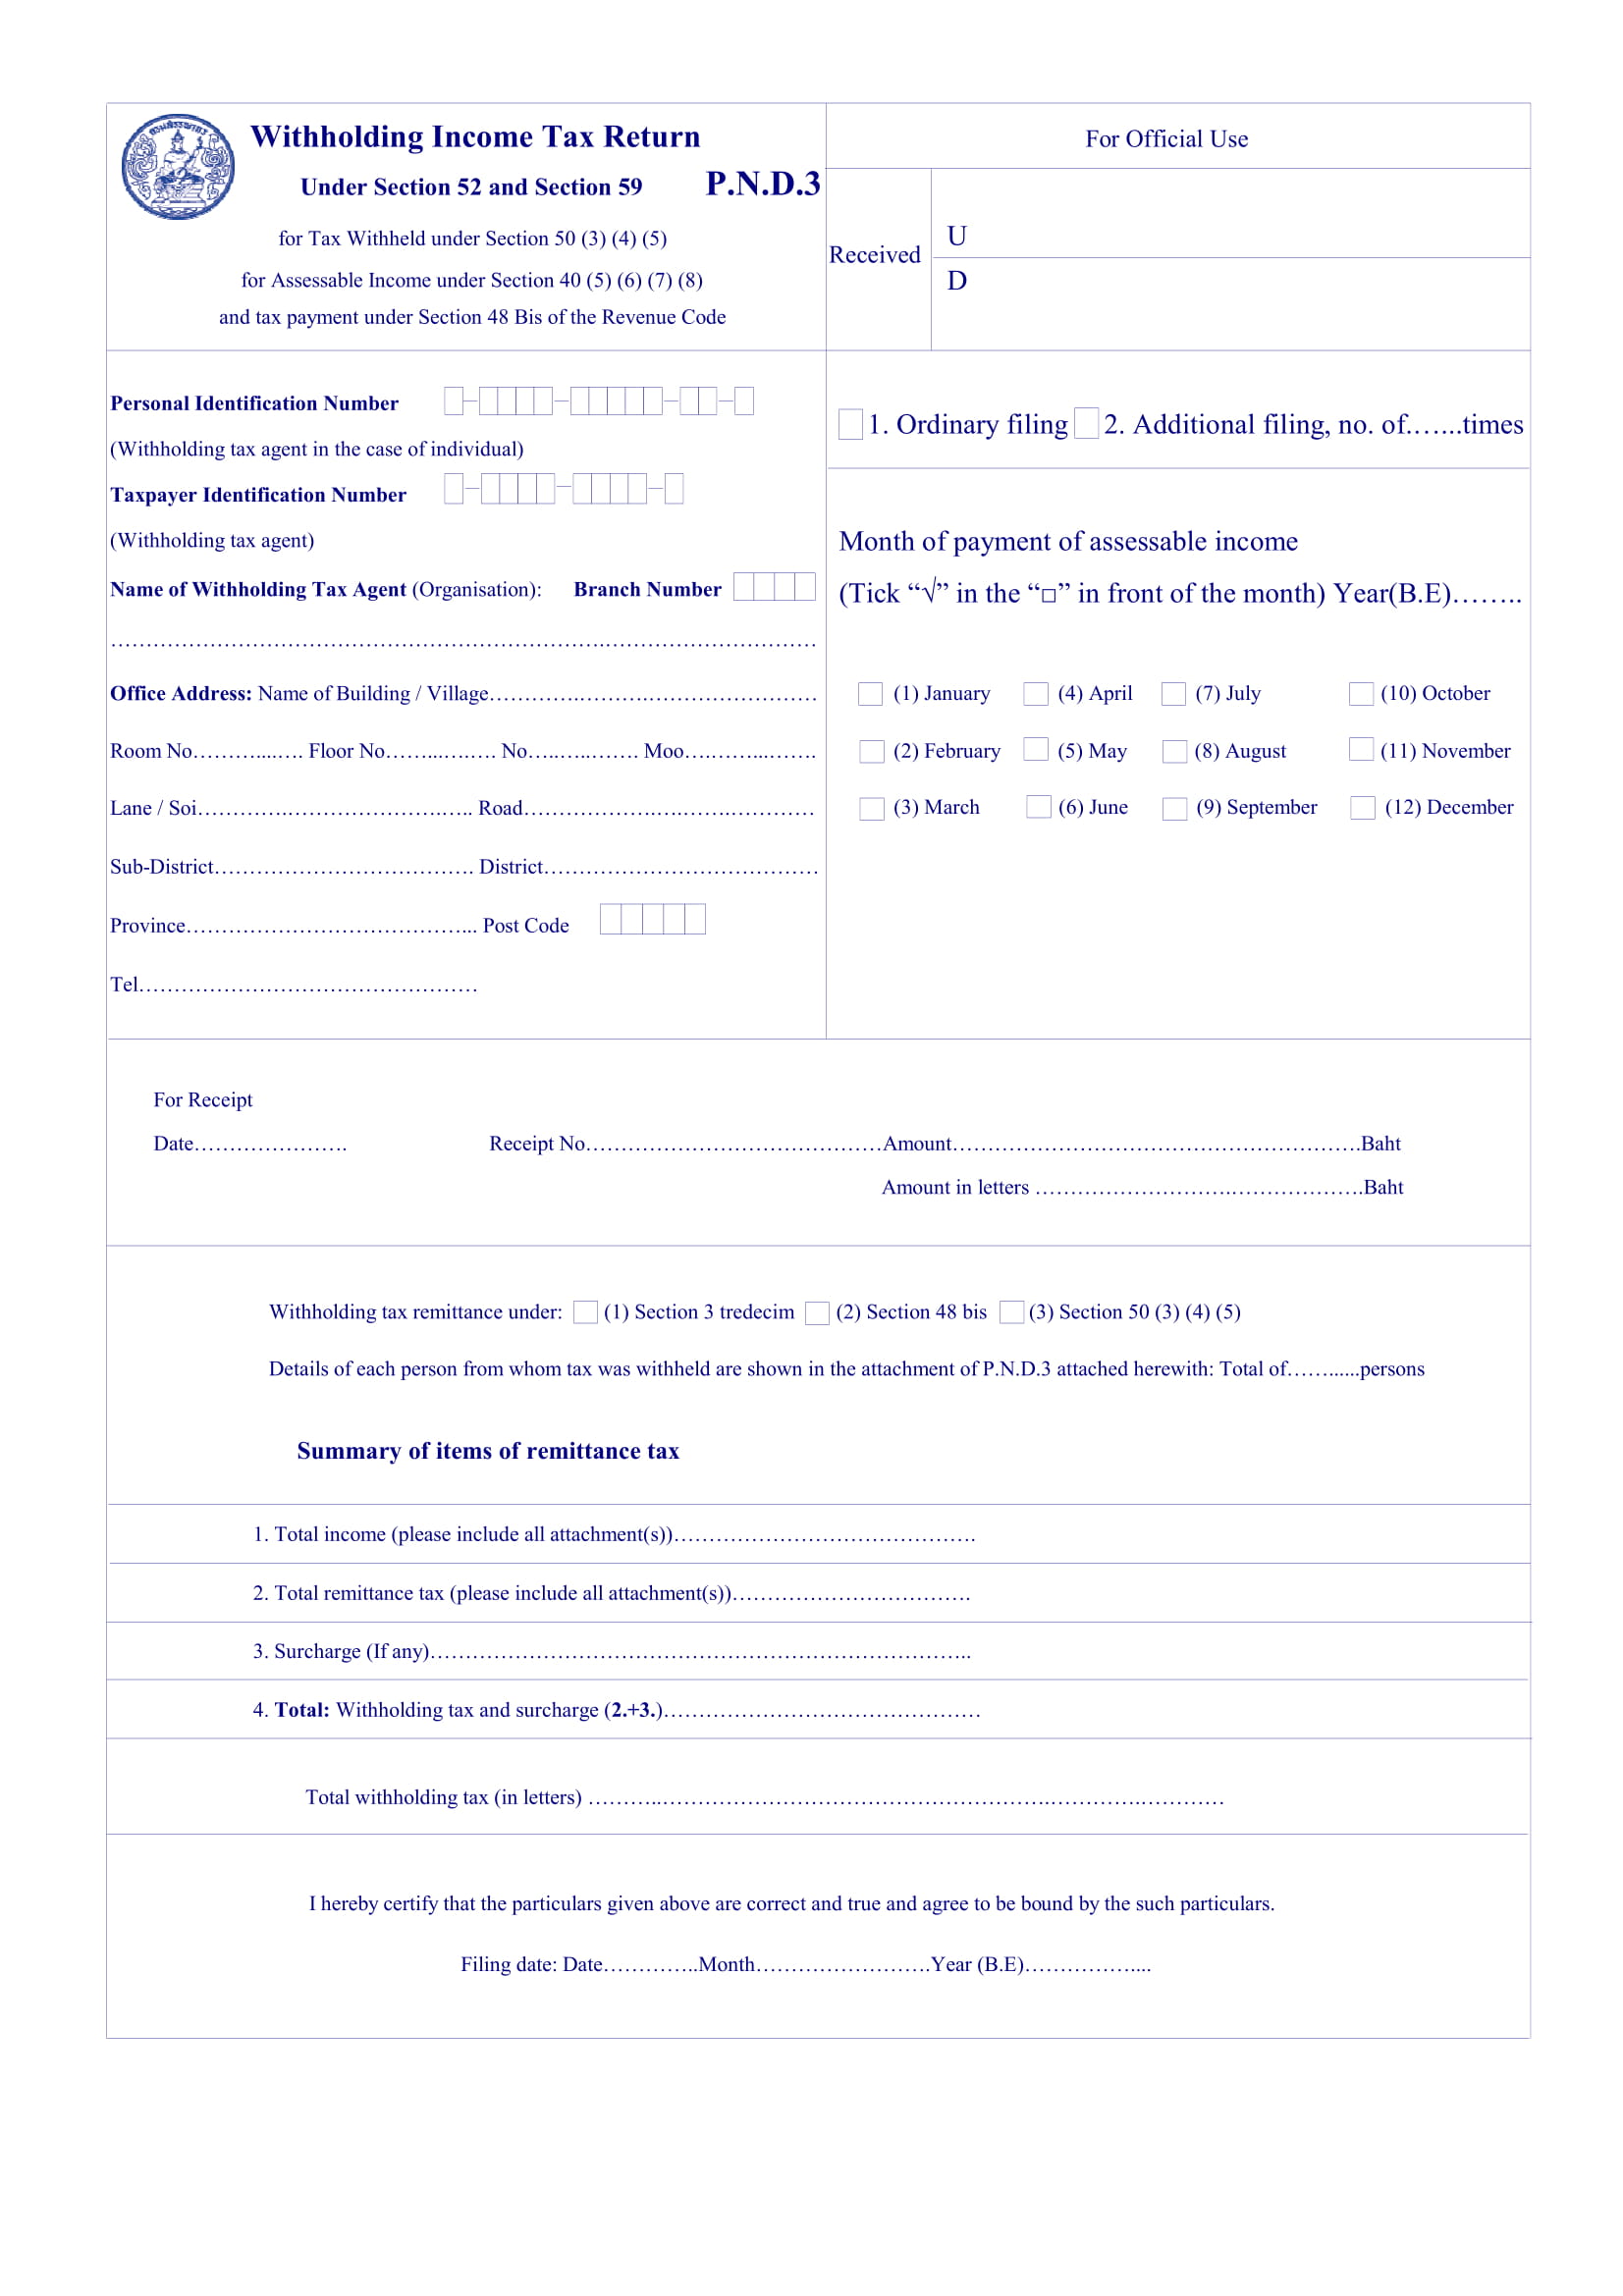 Withholding Income Tax Return
Under Section 52 and Section 59 P.N.D.3
for Tax Withheld under Section 50 (3) (4) (5)
for Assessable Income under Section 40 (5) (6) (7) (8)
and tax payment under Section 48 Bis of the Revenue Code
For Official Use
Received
U
D
Personal Identification Number
(Withholding tax agent in the case of individual)
Taxpayer Identification Number
(Withholding tax agent)
Name of Withholding Tax Agent (Organisation): Branch Number
……………………………………………………………….…………………………
Office Address: Name of Building / Village………….……….……………………
Room No………...…. Floor No……...….…. No…..…..……. Moo….……...…….
Lane / Soi………….………………….….. Road……………….….…….…………
Sub-District………………………………. District…………………………………
Province…………………………………... Post Code
Tel…………………………………………
1. Ordinary filing 2. Additional filing, no. of…....times
Month of payment of assessable income
(Tick “√” in the “□” in front of the month) Year(B.E)……..
(1) January (4) April (7) July (10) October
(2) February (5) May (8) August (11) November
(3) March (6) June (9) September (12) December
For Receipt
Date…………………. Receipt No……………………………………Amount………………………………………………….Baht
Amount in letters ……………………….……………….Baht
Withholding tax remittance under: (1) Section 3 tredecim (2) Section 48 bis (3) Section 50 (3) (4) (5)
Details of each person from whom tax was withheld are shown in the attachment of P.N.D.3 attached herewith: Total of……......persons
Summary of items of remittance tax
1. Total income (please include all attachment(s))…………………………………….
2. Total remittance tax (please include all attachment(s))…………………………….
3. Surcharge (If any)…………………………………………………………………..
4. Total: Withholding tax and surcharge (2.+3.)………………………………………
Total withholding tax (in letters) ………..……………………………………………….………….…………
I hereby certify that the particulars given above are correct and true and agree to be bound by the such particulars.
Filing date: Date…………..Month…………………….Year (B.E)……………....